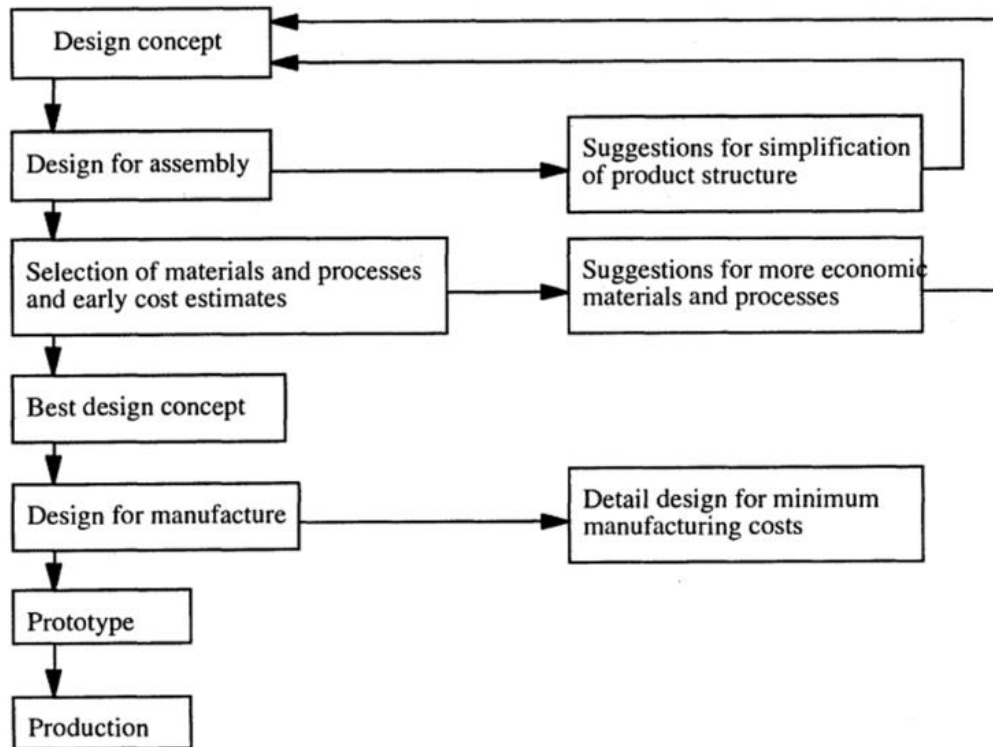 Design concept
Design for assembly
Suggestions for simplification
of product structure
Selection of materials and processes
and early cost estimates
Suggestions for more economic
materials and processes
Best design concept
Design for manufacture
Detail design for minimum
manufacturing costs
Prototype
Production